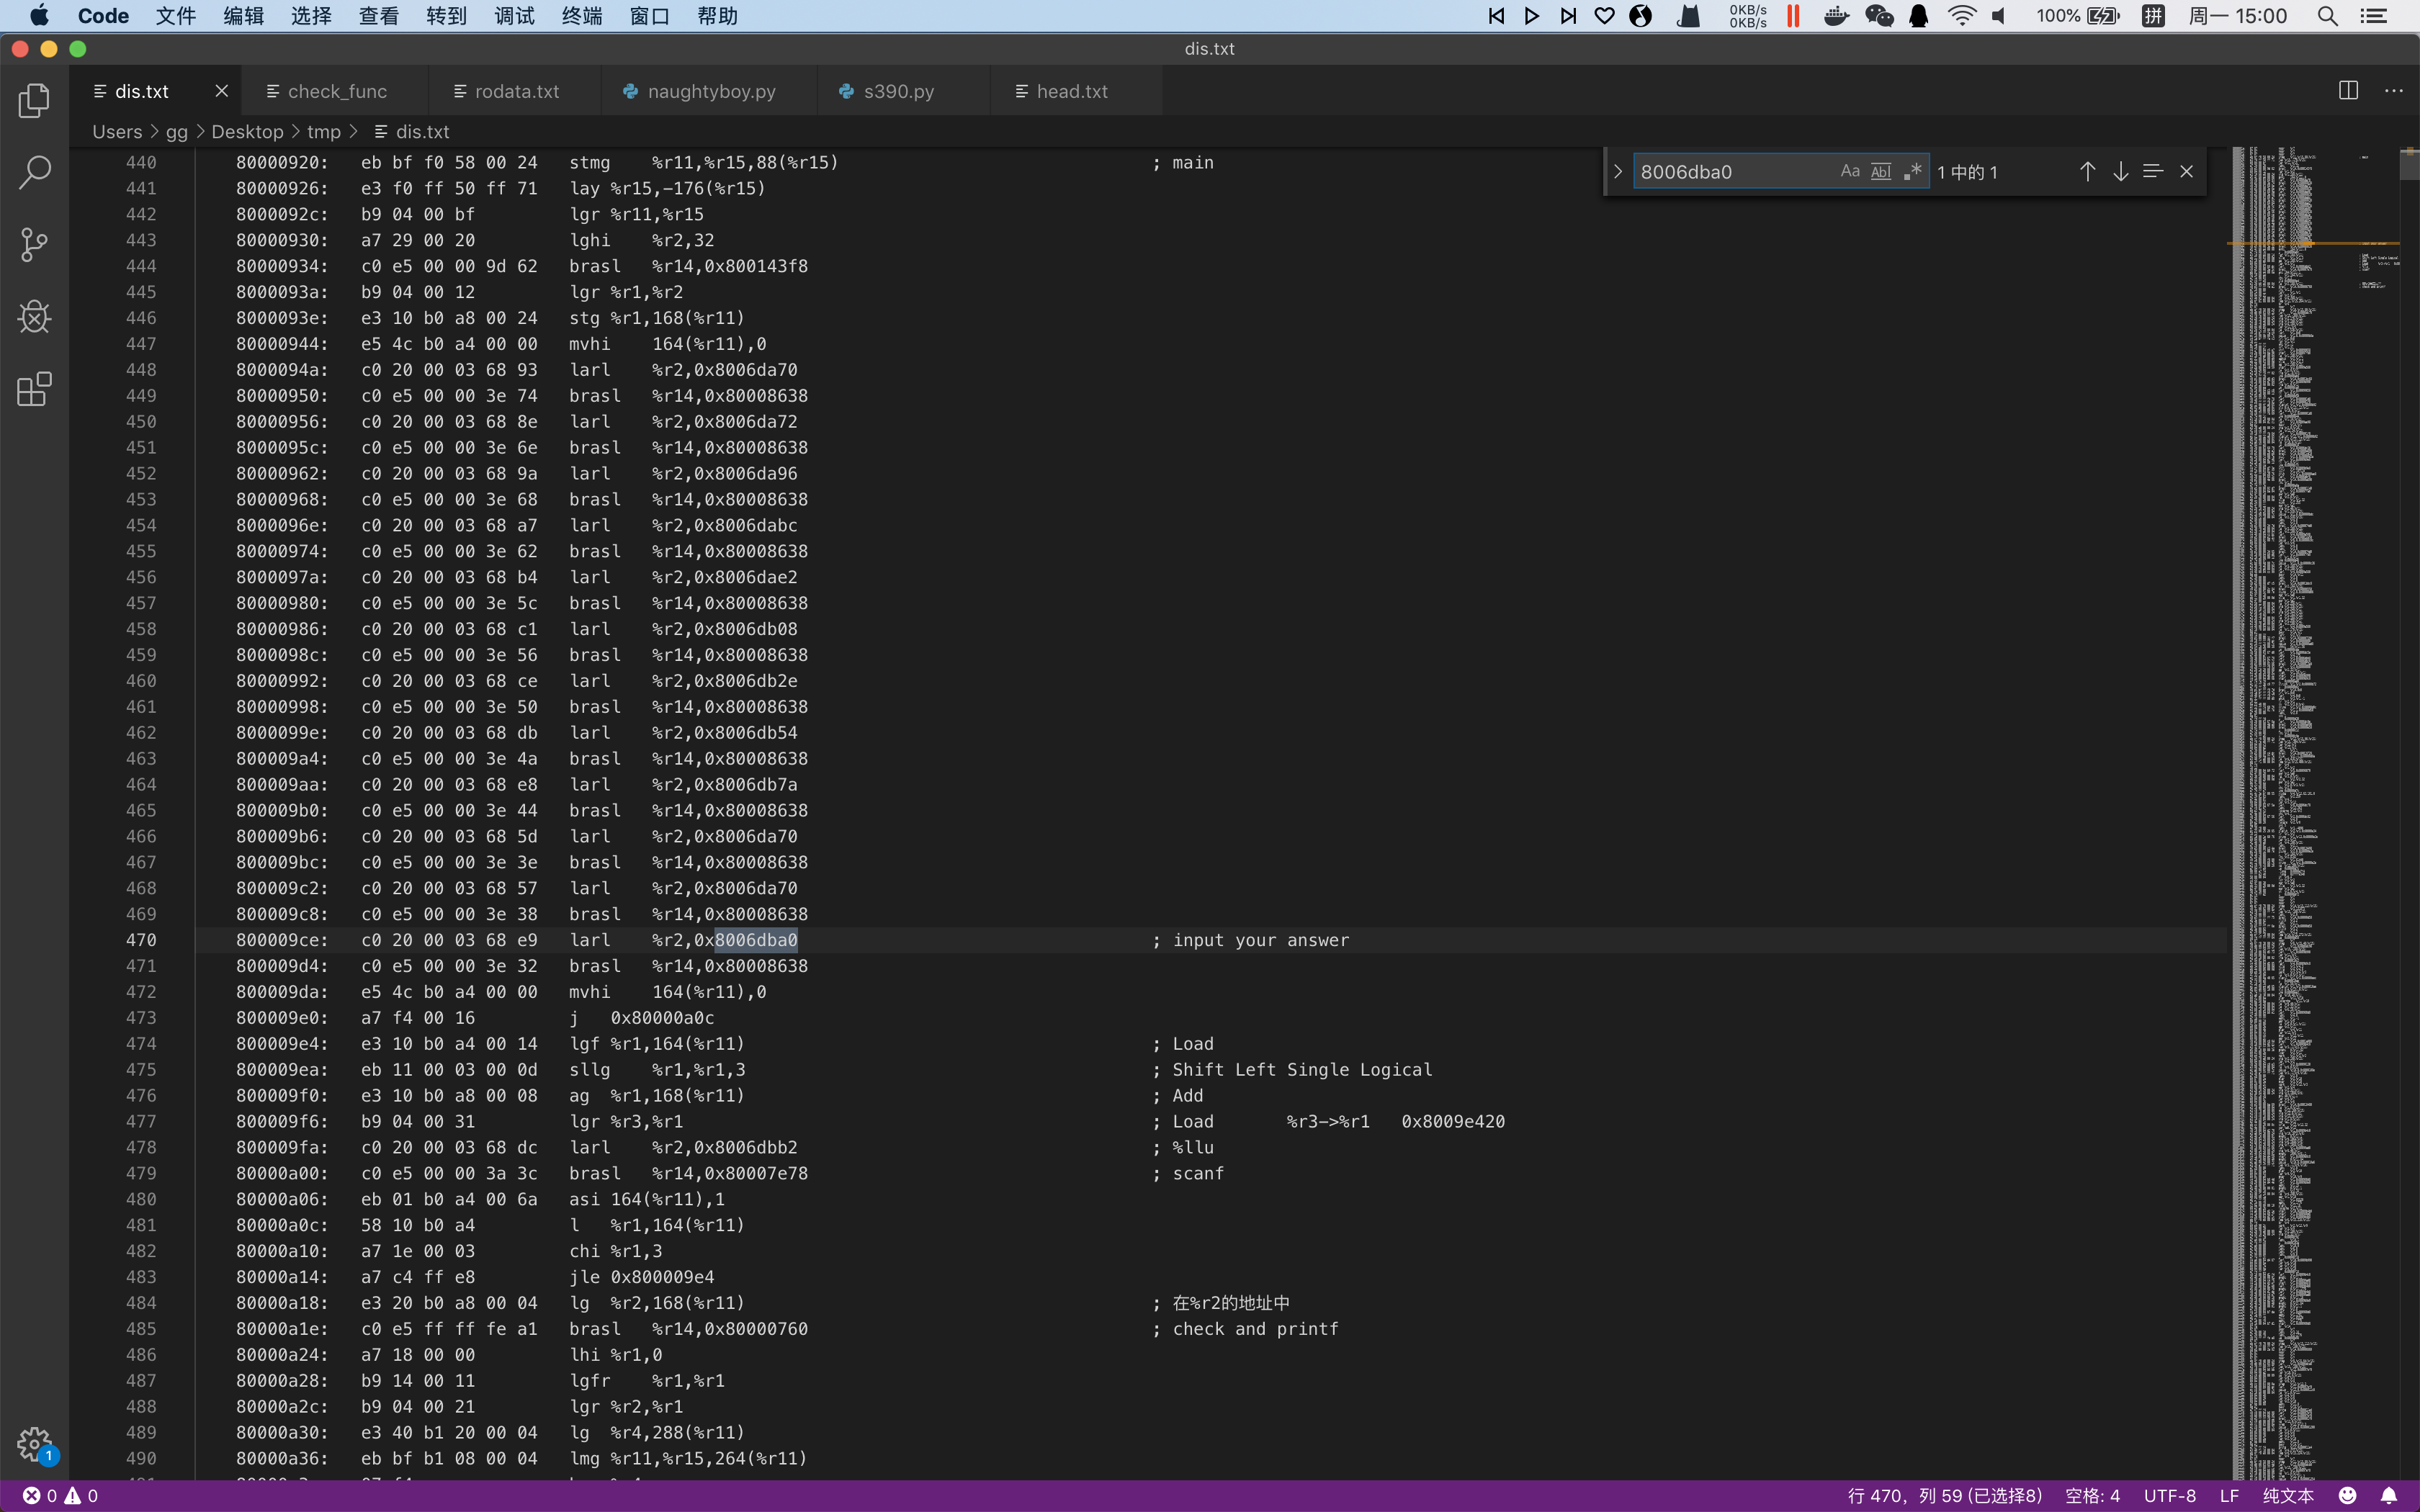 Code 文件 编辑 选择 查看 转到 调试 终端 窗口 帮助 0KB/s 0KB/s 100% 拼 周一 15:00
dis.txt
dis.txt check_func rodata.txt naughtyboy.py s390.py head.txt
Users > gg > Desktop > tmp > dis.txt
8006dba0 Aa Abl .* 1 中的 1
440 80000920: eb bf f0 58 00 24 stmg %r11,%r15,88(%r15) ; main
441 80000926: e3 f0 ff 50 ff 71 lay %r15,-176(%r15)
442 8000092c: b9 04 00 bf lgr %r11,%r15
443 80000930: a7 29 00 20 lghi %r2,32
444 80000934: c0 e5 00 00 9d 62 brasl %r14,0x800143f8
445 8000093a: b9 04 00 12 lgr %r1,%r2
446 8000093e: e3 10 b0 a8 00 24 stg %r1,168(%r11)
447 80000944: e5 4c b0 a4 00 00 mvhi 164(%r11),0
448 8000094a: c0 20 00 03 68 93 larl %r2,0x8006da70
449 80000950: c0 e5 00 00 3e 74 brasl %r14,0x80008638
450 80000956: c0 20 00 03 68 8e larl %r2,0x8006da72
451 8000095c: c0 e5 00 00 3e 6e brasl %r14,0x80008638
452 80000962: c0 20 00 03 68 9a larl %r2,0x8006da96
453 80000968: c0 e5 00 00 3e 68 brasl %r14,0x80008638
454 8000096e: c0 20 00 03 68 a7 larl %r2,0x8006dabc
455 80000974: c0 e5 00 00 3e 62 brasl %r14,0x80008638
456 8000097a: c0 20 00 03 68 b4 larl %r2,0x8006dae2
457 80000980: c0 e5 00 00 3e 5c brasl %r14,0x80008638
458 80000986: c0 20 00 03 68 c1 larl %r2,0x8006db08
459 8000098c: c0 e5 00 00 3e 56 brasl %r14,0x80008638
460 80000992: c0 20 00 03 68 ce larl %r2,0x8006db2e
461 80000998: c0 e5 00 00 3e 50 brasl %r14,0x80008638
462 8000099e: c0 20 00 03 68 db larl %r2,0x8006db54
463 800009a4: c0 e5 00 00 3e 4a brasl %r14,0x80008638
464 800009aa: c0 20 00 03 68 e8 larl %r2,0x8006db7a
465 800009b0: c0 e5 00 00 3e 44 brasl %r14,0x80008638
466 800009b6: c0 20 00 03 68 5d larl %r2,0x8006da70
467 800009bc: c0 e5 00 00 3e 3e brasl %r14,0x80008638
468 800009c2: c0 20 00 03 68 57 larl %r2,0x8006da70
469 800009c8: c0 e5 00 00 3e 38 brasl %r14,0x80008638
470 800009ce: c0 20 00 03 68 e9 larl %r2,0x8006dba0 ; input your answer
471 800009d4: c0 e5 00 00 3e 32 brasl %r14,0x80008638
472 800009da: e5 4c b0 a4 00 00 mvhi 164(%r11),0
473 800009e0: a7 f4 00 16 j 0x80000a0c
474 800009e4: e3 10 b0 a4 00 14 lgf %r1,164(%r11) ; Load
475 800009ea: eb 11 00 03 00 0d sllg %r1,%r1,3 ; Shift Left Single Logical
476 800009f0: e3 10 b0 a8 00 08 ag %r1,168(%r11) ; Add
477 800009f6: b9 04 00 31 lgr %r3,%r1 ; Load %r3->%r1 0x8009e420
478 800009fa: c0 20 00 03 68 dc larl %r2,0x8006dbb2 ; %llu
479 80000a00: c0 e5 00 00 3a 3c brasl %r14,0x80007e78 ; scanf
480 80000a06: eb 01 b0 a4 00 6a asi 164(%r11),1
481 80000a0c: 58 10 b0 a4 l %r1,164(%r11)
482 80000a10: a7 1e 00 03 chi %r1,3
483 80000a14: a7 c4 ff e8 jle 0x800009e4
484 80000a18: e3 20 b0 a8 00 04 lg %r2,168(%r11) ; 在%r2的地址中
485 80000a1e: c0 e5 ff ff fe a1 brasl %r14,0x80000760 ; check and printf
486 80000a24: a7 18 00 00 lhi %r1,0
487 80000a28: b9 14 00 11 lgfr %r1,%r1
488 80000a2c: b9 04 00 21 lgr %r2,%r1
489 80000a30: e3 40 b1 20 00 04 lg %r4,288(%r11)
490 80000a36: eb bf b1 08 00 04 lmg %r11,%r15,264(%r11)
1
0 0 行 470，列 59 (已选择8) 空格: 4 UTF-8 LF 纯文本